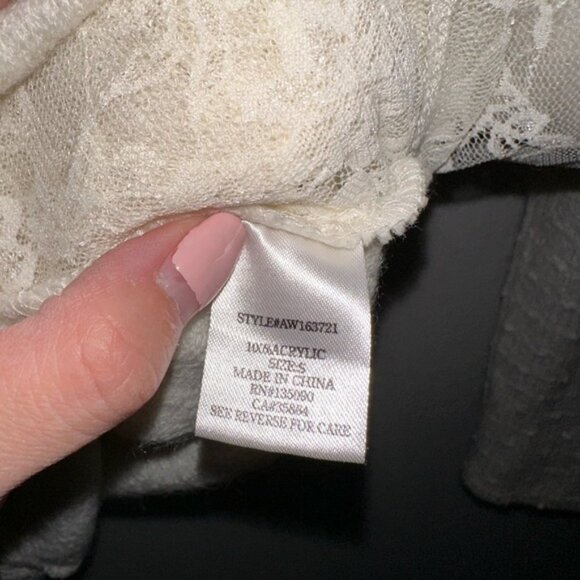 STYLE#AW163721
100%ACRYLIC
SIZE:S
MADE IN CHINA
RN#135090
CA#35884
SEE REVERSE FOR CARE